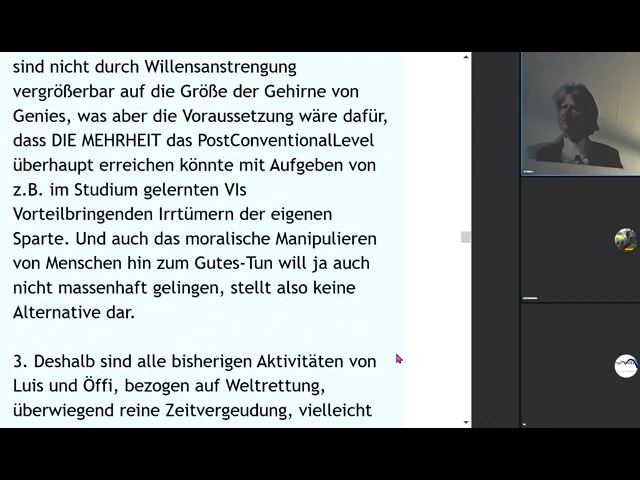 sind nicht durch Willensanstrengung
vergrößerbar auf die Größe der Gehirne von
Genies, was aber die Voraussetzung wäre dafür,
dass DIE MEHRHEIT das PostConventionalLevel
überhaupt erreichen könnte mit Aufgeben von
z.B. im Studium gelernten VIs
Vorteilbringenden Irrtümern der eigenen
Sparte. Und auch das moralische Manipulieren
von Menschen hin zum Gutes-Tun will ja auch
nicht massenhaft gelingen, stellt also keine
Alternative dar.
3. Deshalb sind alle bisherigen Aktivitäten von
Luis und Öffi, bezogen auf Weltrettung,
überwiegend reine Zeitvergeudung, vielleicht